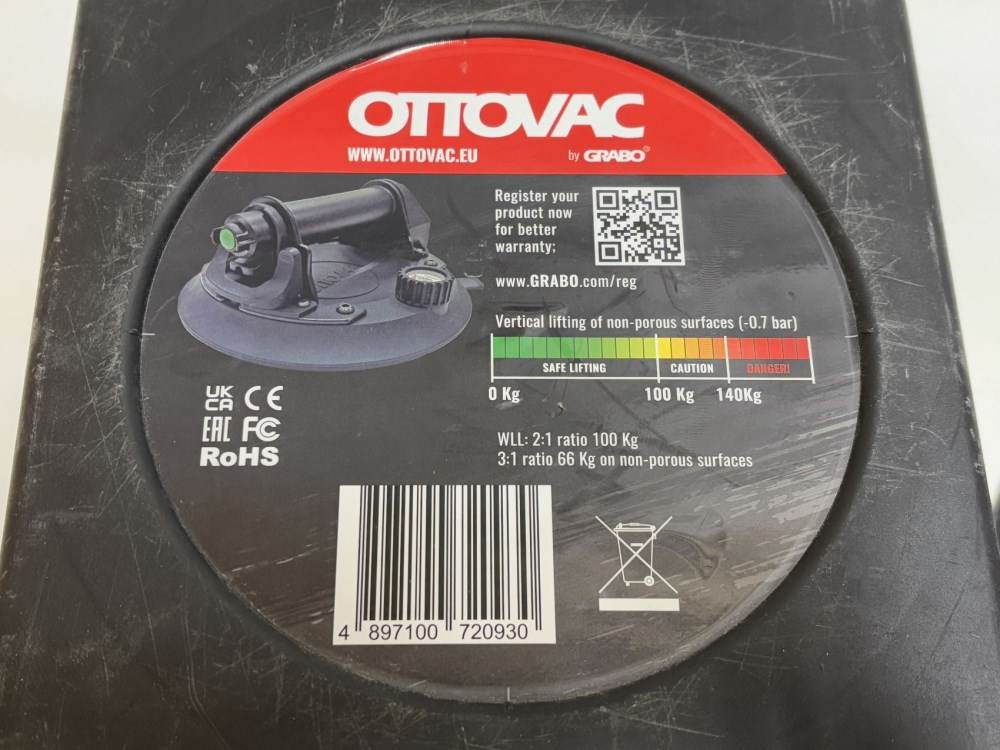 OTTOVAC
WWW.OTTOVAC.EU
by GRABO®
Register your
product now
for better
warranty:
www.GRABO.com/reg
Vertical lifting of non-porous surfaces (-0.7 bar)
SAFE LIFTING
CAUTION
DANGER!
0 Kg
100 Kg
140Kg
UK
CA
CE
EAC
FC
RoHS
WLL: 2:1 ratio 100 Kg
3:1 ratio 66 Kg on non-porous surfaces
4 897100 720930